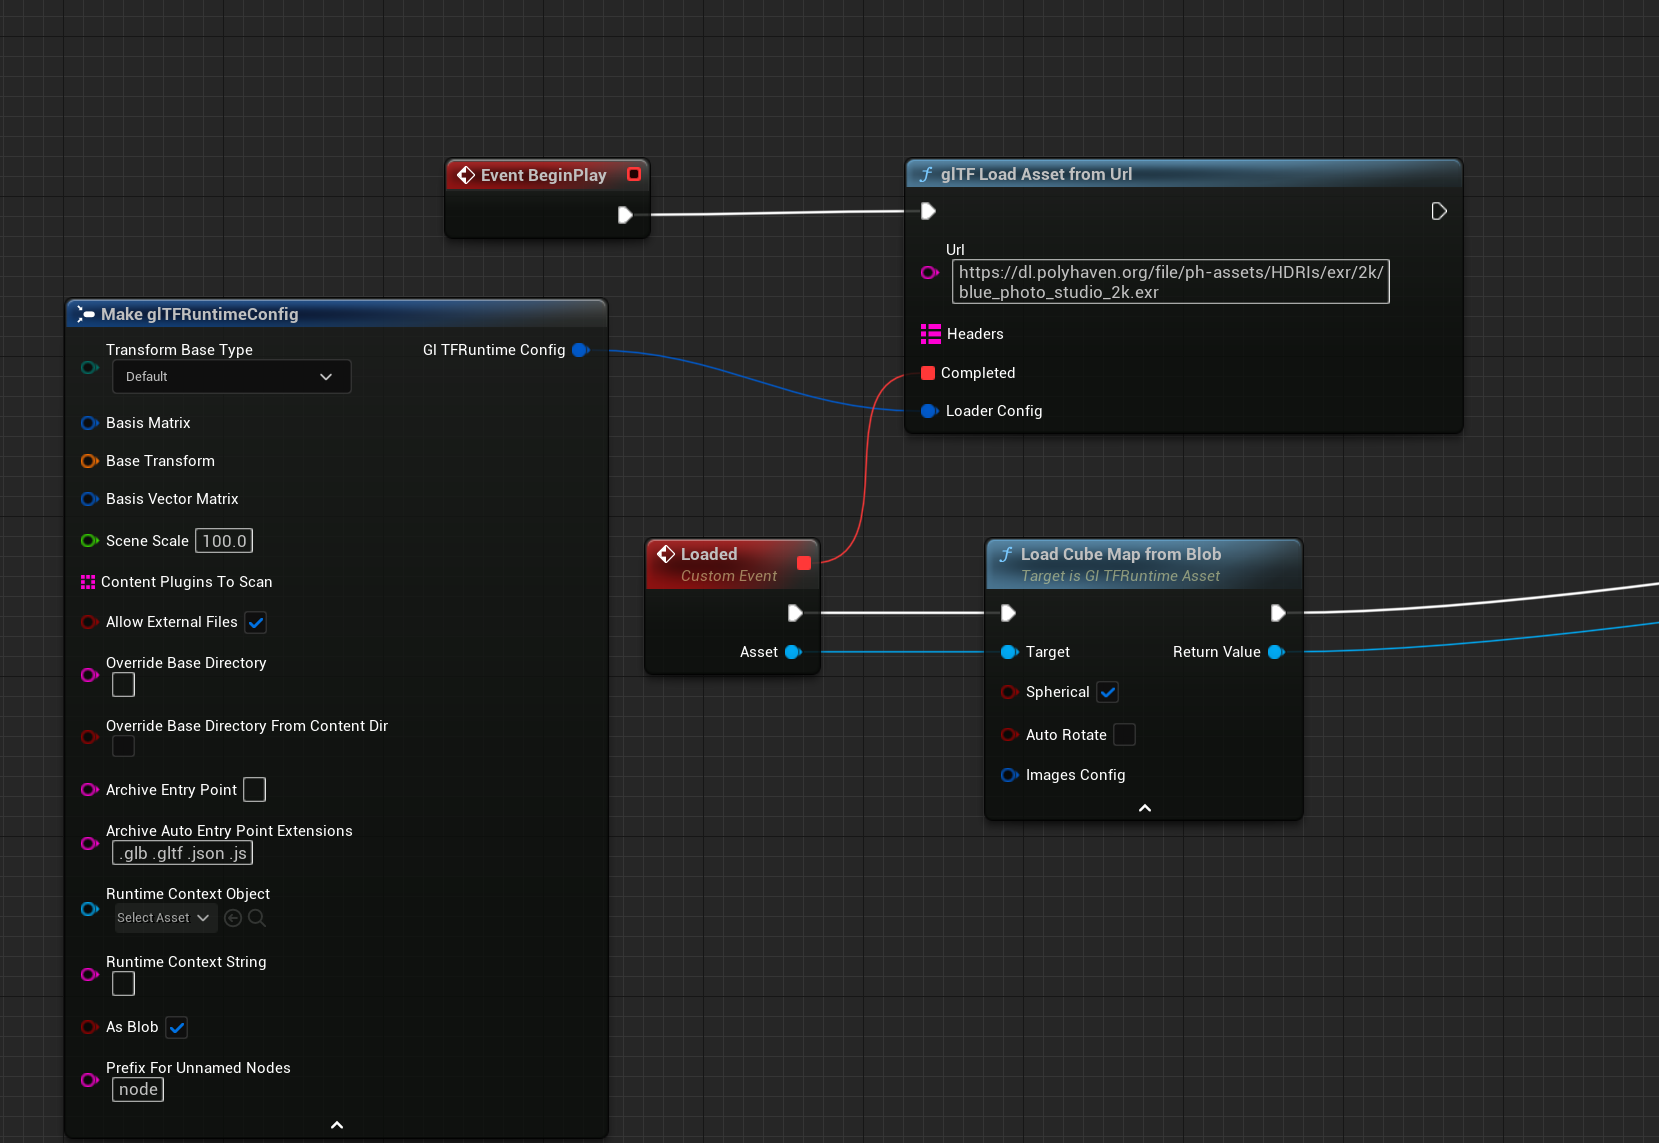 Event BeginPlay
glTF Load Asset from Url
Url
https://dl.polyhaven.org/file/ph-assets/HDRIs/exr/2k/
blue_photo_studio_2k.exr
Headers
Completed
Loader Config
Make glTFRuntimeConfig
Transform Base Type
Default
Gl TFRuntime Config
Basis Matrix
Base Transform
Basis Vector Matrix
Scene Scale 100.0
Content Plugins To Scan
Allow External Files
Override Base Directory
Override Base Directory From Content Dir
Archive Entry Point
Archive Auto Entry Point Extensions
.glb .gltf .json .js
Runtime Context Object
Select Asset
Runtime Context String
As Blob
Prefix For Unnamed Nodes
node
Loaded
Custom Event
Asset
Load Cube Map from Blob
Target is Gl TFRuntime Asset
Target
Return Value
Spherical
Auto Rotate
Images Config